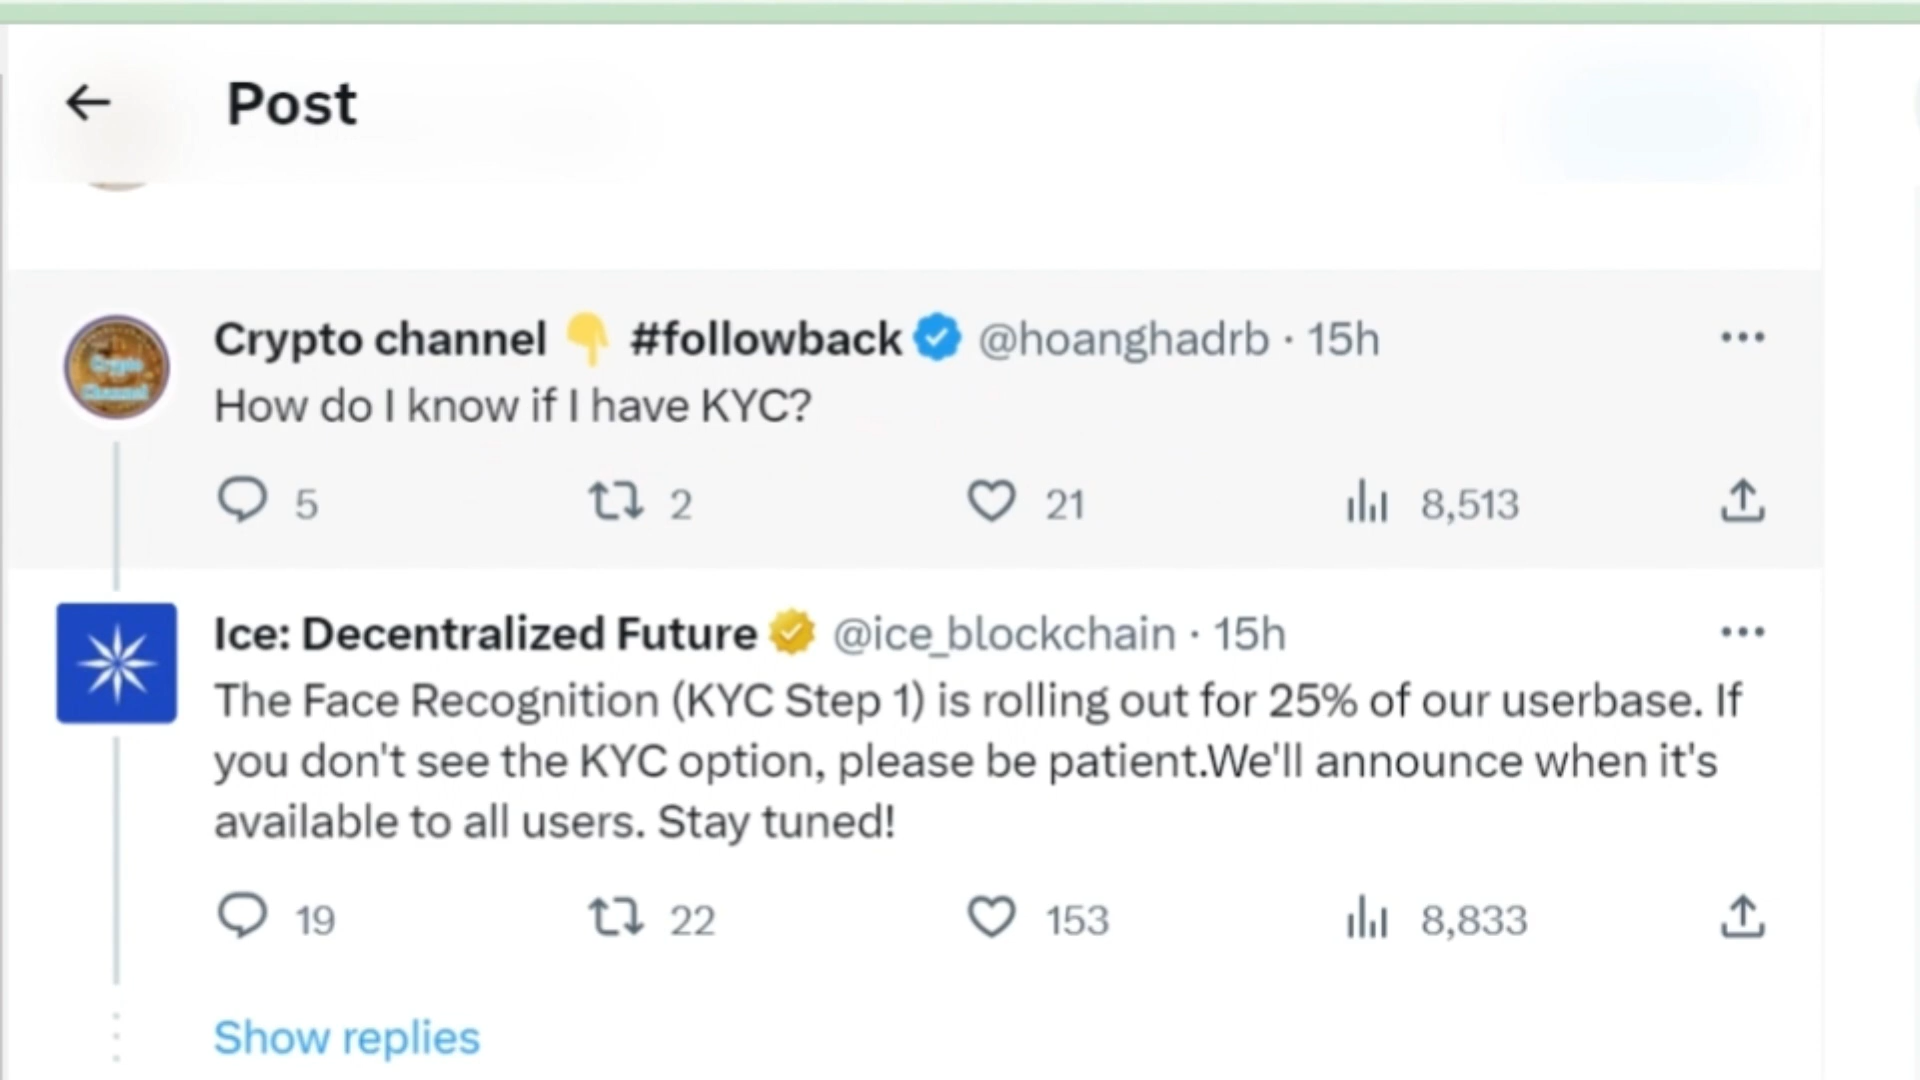 Post
Crypto channel 👇 #followback @hoanghadrb · 15h
How do I know if I have KYC?
5 2 21 8,513
Ice: Decentralized Future @ice_blockchain · 15h
The Face Recognition (KYC Step 1) is rolling out for 25% of our userbase. If
you don't see the KYC option, please be patient.We'll announce when it's
available to all users. Stay tuned!
19 22 153 8,833
Show replies
Crypto
Channel